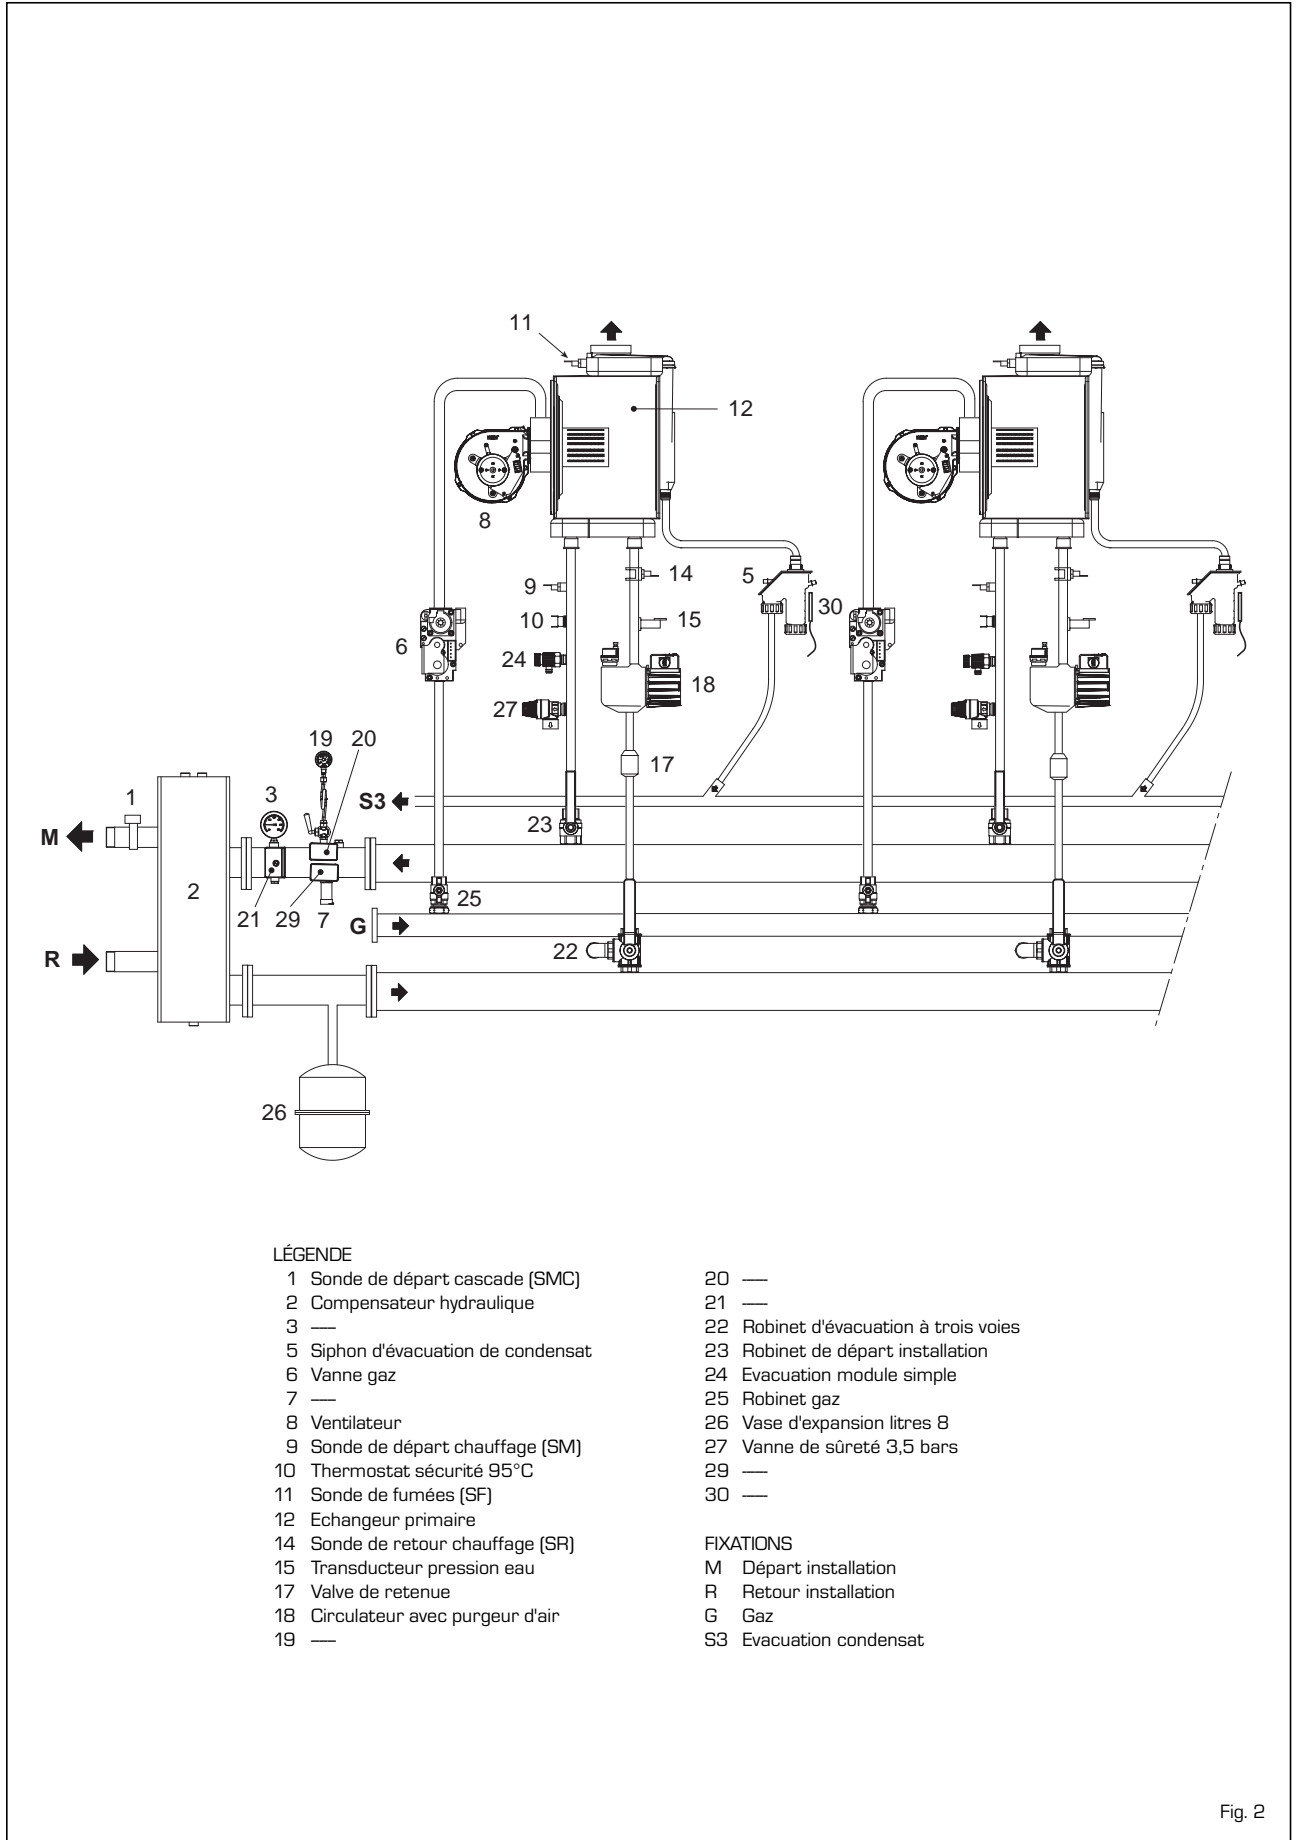 11
12
8
9
14
5
10
15
30
6
24
18
27
19
20
17
1
3
S3
M
23
2
25
21
29
7
G
R
22
26
LÉGENDE
1 Sonde de départ cascade (SMC)
2 Compensateur hydraulique
3 ----
5 Siphon d'évacuation de condensat
6 Vanne gaz
7 ----
8 Ventilateur
9 Sonde de départ chauffage (SM)
10 Thermostat sécurité 95°C
11 Sonde de fumées (SF)
12 Echangeur primaire
14 Sonde de retour chauffage (SR)
15 Transducteur pression eau
17 Valve de retenue
18 Circulateur avec purgeur d'air
19 ----
20 ----
21 ----
22 Robinet d'évacuation à trois voies
23 Robinet de départ installation
24 Evacuation module simple
25 Robinet gaz
26 Vase d'expansion litres 8
27 Vanne de sûreté 3,5 bars
29 ----
30 ----
FIXATIONS
M Départ installation
R Retour installation
G Gaz
S3 Evacuation condensat
Fig. 2